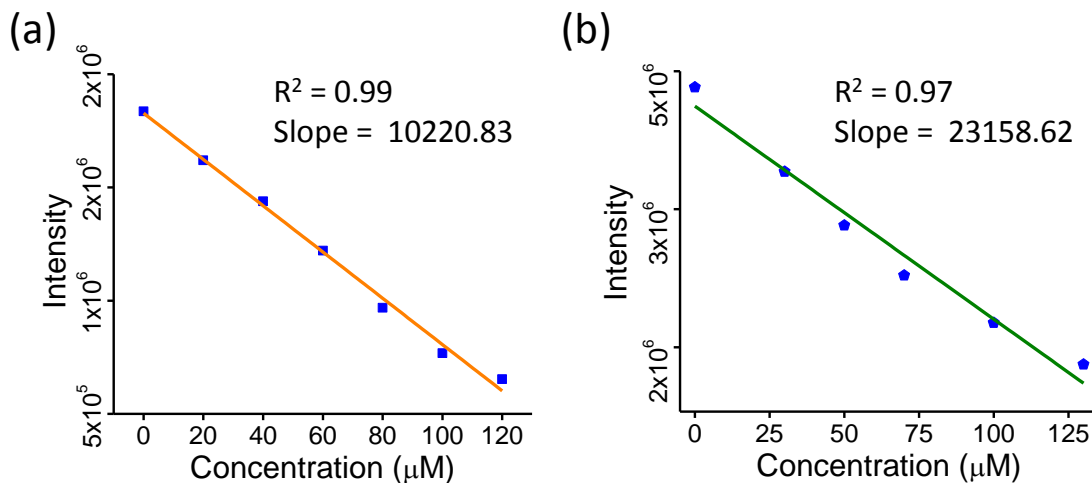 (a)
R² = 0.99
Slope = 10220.83
Intensity
2x10⁶
2x10⁶
1x10⁶
5x10⁵
0 20 40 60 80 100 120
Concentration (μM)
(b)
R² = 0.97
Slope = 23158.62
Intensity
5x10⁶
3x10⁶
2x10⁶
0 25 50 75 100 125
Concentration (μM)